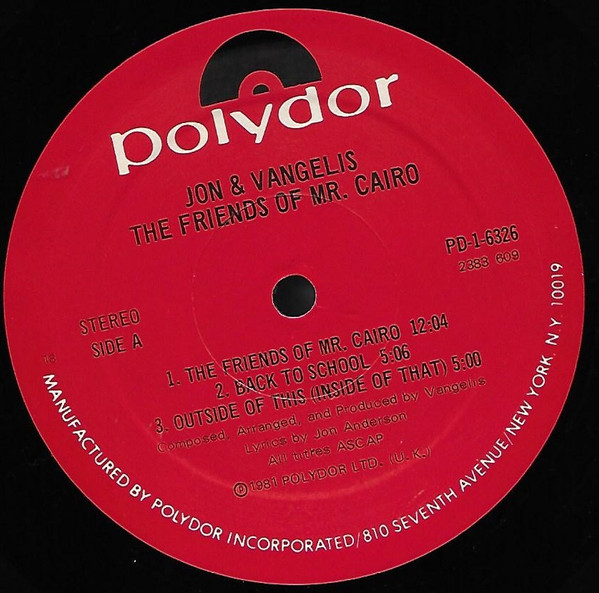 polydor
JON & VANGELIS
THE FRIENDS OF MR. CAIRO
PD-1-6326
2383 609
STEREO
SIDE A
1. THE FRIENDS OF MR. CAIRO 12:04
2. BACK TO SCHOOL 5:06
3. OUTSIDE OF THIS (INSIDE OF THAT) 5:00
Composed, Arranged, and Produced by Vangelis
Lyrics by Jon Anderson
All titres ASCAP
℗ 1981 POLYDOR LTD. (U.K.)
MANUFACTURED BY POLYDOR INCORPORATED/810 SEVENTH AVENUE/NEW YORK, N.Y. 10019